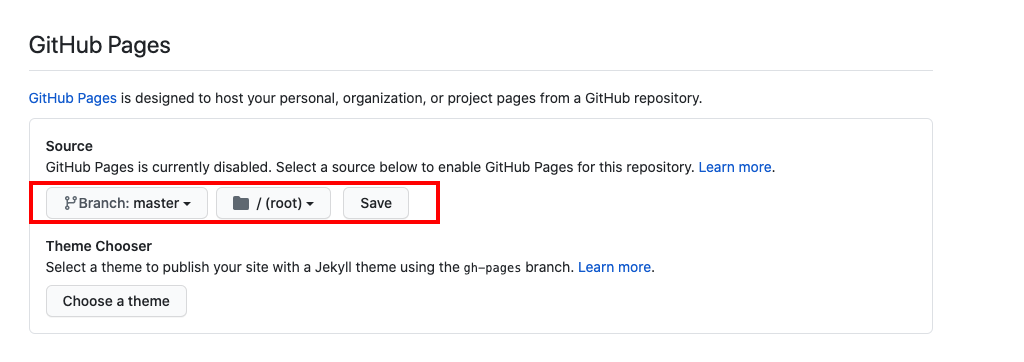 GitHub Pages
GitHub Pages is designed to host your personal, organization, or project pages from a GitHub repository.
Source
GitHub Pages is currently disabled. Select a source below to enable GitHub Pages for this repository. Learn more.
Branch: master / (root) Save
Theme Chooser
Select a theme to publish your site with a Jekyll theme using the gh-pages branch. Learn more.
Choose a theme